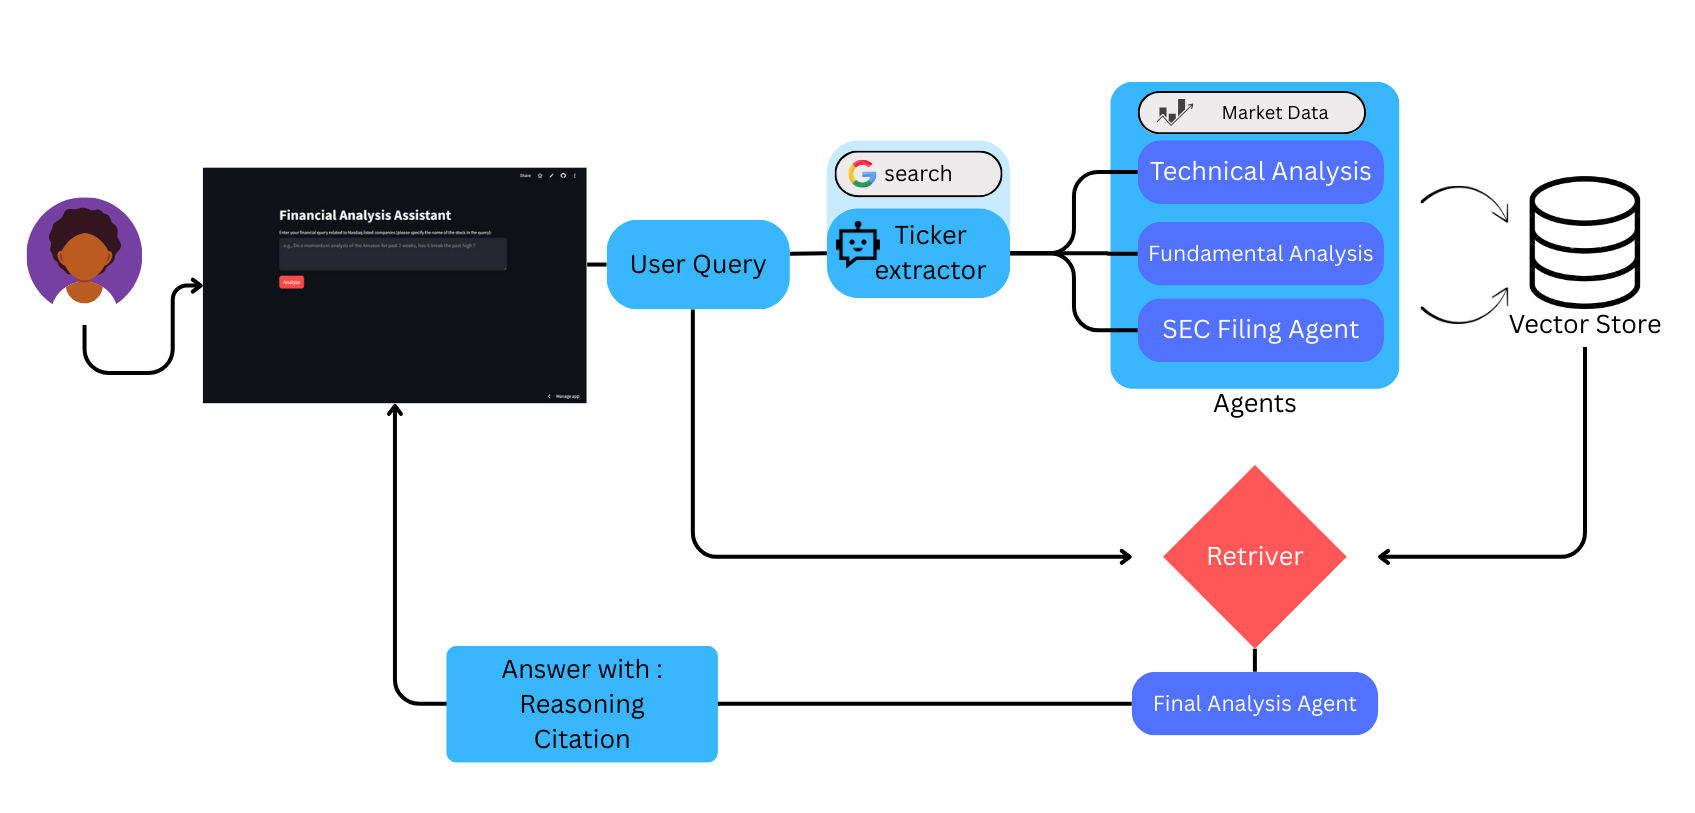 Share
Financial Analysis Assistant
Enter your financial query related to Nasdaq listed companies (please specify the name of the stock in the query):
e.g., Do a momentum analysis of the Amazon for past 2 weeks, has it break the past high ?
Analyze
Manage app
User Query
search
Ticker
extractor
Market Data
Technical Analysis
Fundamental Analysis
SEC Filing Agent
Agents
Vector Store
Retriver
Final Analysis Agent
Answer with :
Reasoning
Citation